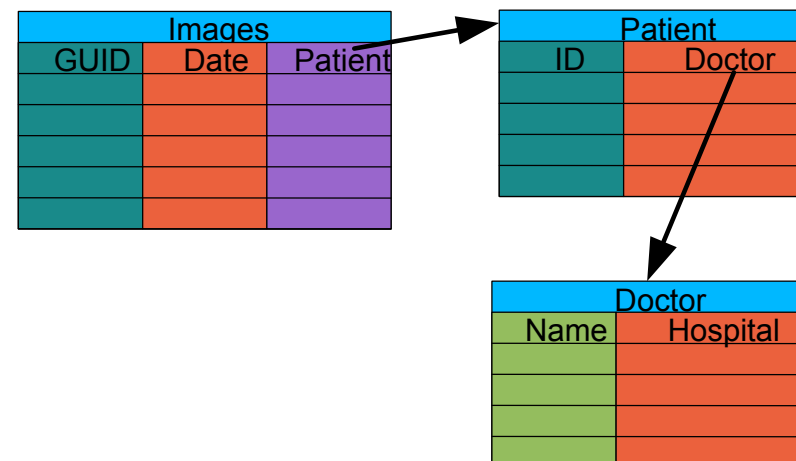 Images
GUID Date Patient
Patient
ID Doctor
Doctor
Name Hospital